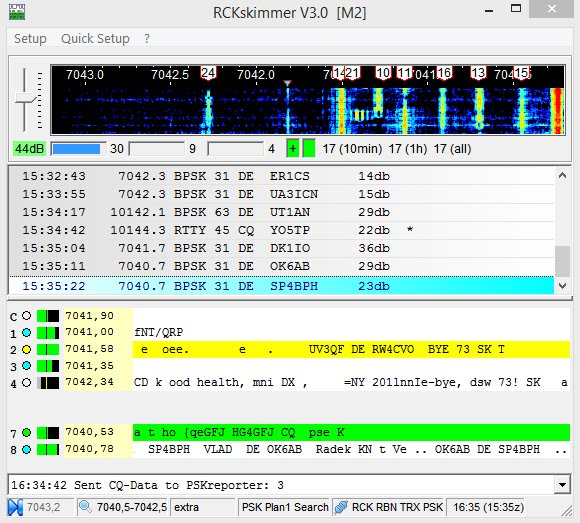 RCKskimmer V3.0 [M2]
Setup Quick Setup ?
24 10 11 16 13 15
7043.0 7042.5 7042.0
44dB 30 9 4 + 17 (10min) 17 (1h) 17 (all)
15:32:43 7042.3 BPSK 31 DE ER1CS 14db
15:33:55 7042.3 BPSK 31 DE UA3ICN 15db
15:34:17 10142.1 BPSK 63 DE UT1AN 29db
15:34:42 10144.3 RTTY 45 CQ YO5TP 22db *
15:35:04 7041.7 BPSK 31 DE DK1IO 36db
15:35:11 7040.7 BPSK 31 DE OK6AB 29db
15:35:22 7040.7 BPSK 31 DE SP4BPH 23db
C 7041,90
1 7041,00 fNT/QRP
2 7041,58 e oee. e . UV3QF DE RW4CVO BYE 73 SK T
3 7041,35
4 7042,34 CD k ood health, mni DX , =NY 201lnnIe-bye, dsw 73! SK a
7 7040,53 a t ho {qeGFJ HG4GFJ CQ pse K
8 7040,78 . SP4BPH VLAD DE OK6AB Radek KN t Ve .. OK6AB DE SP4BPH ..
16:34:42 Sent CQ-Data to PSKreporter: 3
7043,2 7040,5-7042,5 extra PSK Plan1 Search RCK RBN TRX PSK 16:35 (15:35z)